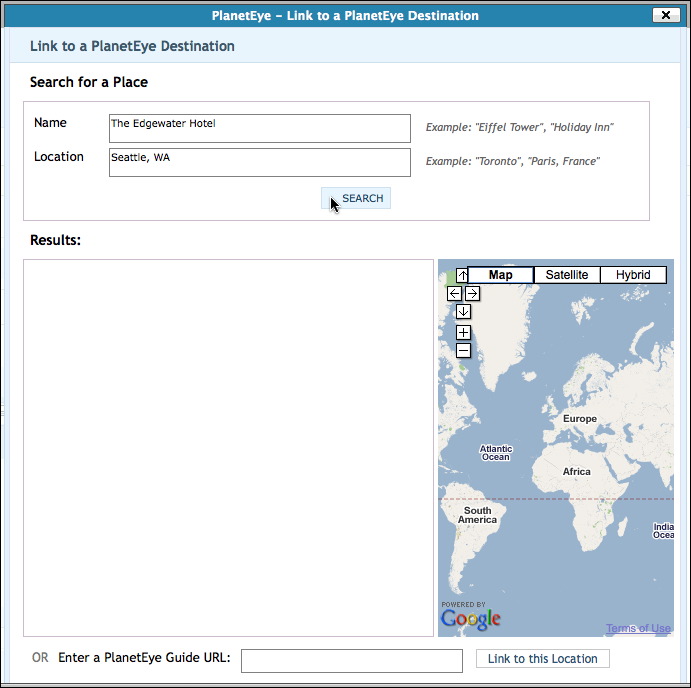 PlanetEye – Link to a PlanetEye Destination
Link to a PlanetEye Destination
Search for a Place
Name
The Edgewater Hotel
Example: "Eiffel Tower", "Holiday Inn"
Location
Seattle, WA
Example: "Toronto", "Paris, France"
SEARCH
Results:
Map
Satellite
Hybrid
Europe
Atlantic
Ocean
Africa
South
America
India
Ocea
POWERED BY
Google
Terms of Use
OR
Enter a PlanetEye Guide URL:
Link to this Location